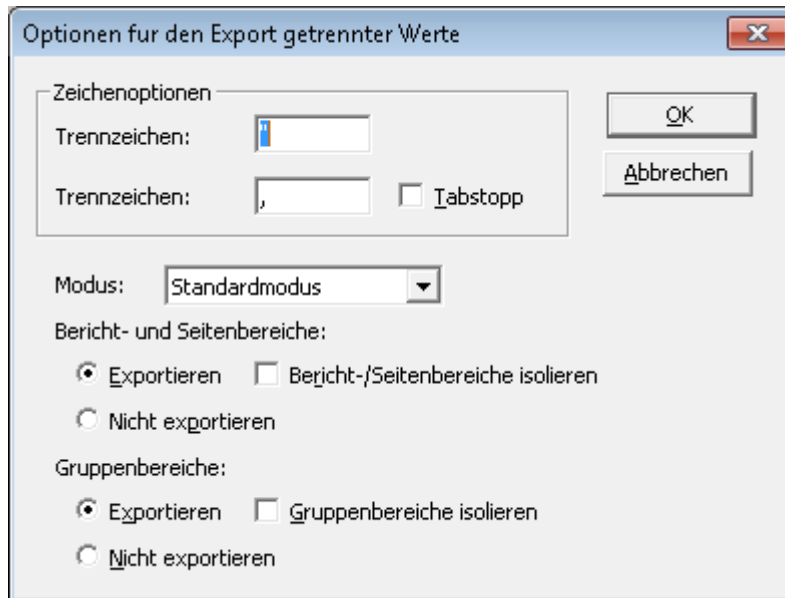 Optionen fur den Export getrennter Werte
Zeichenoptionen
Trennzeichen: "
Trennzeichen: , Tabstopp
OK
Abbrechen
Modus: Standardmodus
Bericht- und Seitenbereiche:
Exportieren Bericht-/Seitenbereiche isolieren
Nicht exportieren
Gruppenbereiche:
Exportieren Gruppenbereiche isolieren
Nicht exportieren